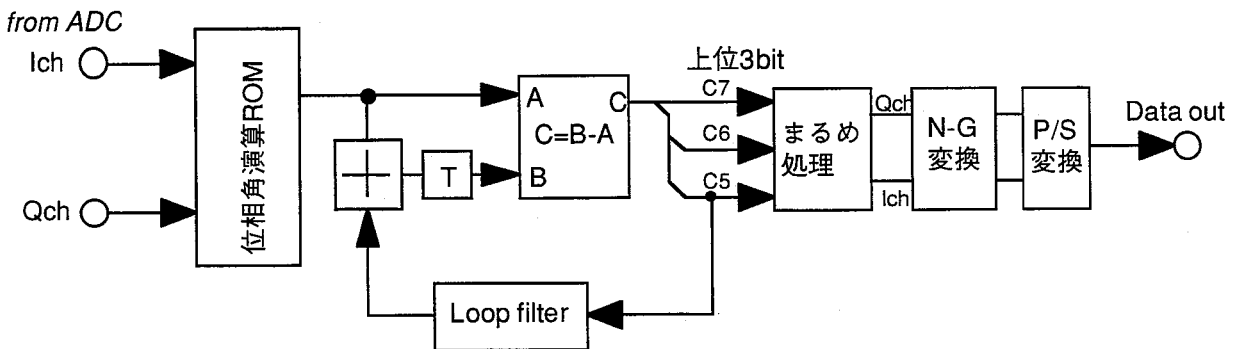 from ADC
Ich
Qch
位相角演算ROM
A
B
C
C=B-A
T
Loop filter
上位3bit
C7
C6
C5
まるめ
処理
Qch
Ich
N-G
変換
P/S
変換
Data out